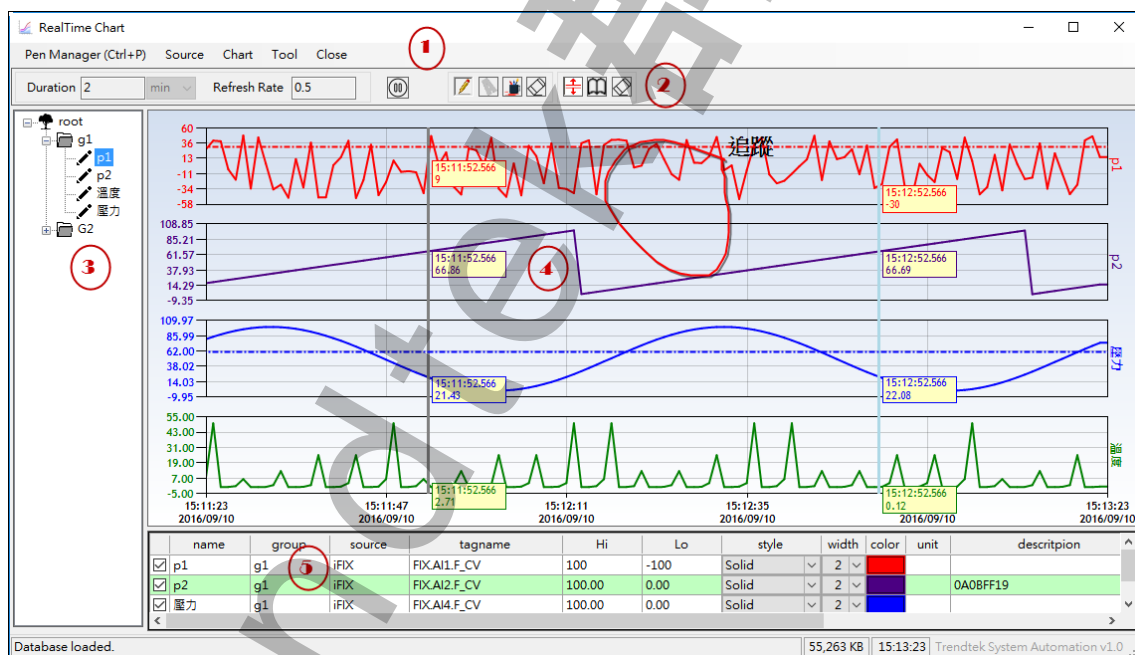 RealTime Chart
Pen Manager (Ctrl+P) Source Chart Tool Close
1
Duration 2 min Refresh Rate 0.5
2
root
g1
p1
p2
溫度
壓力
G2
3
60
36
13
-11
-34
-58
追蹤
15:11:52.566
9
15:12:52.566
-30
p1
108.85
85.21
61.57
37.93
14.29
-9.35
15:11:52.566
66.86
4
15:12:52.566
66.69
p2
109.97
85.99
62.00
38.02
14.03
-9.95
15:11:52.566
21.43
15:12:52.566
22.08
壓力
55.00
43.00
31.00
19.00
7.00
-5.00
15:11:52.566
2.71
15:12:52.566
0.12
溫度
15:11:23 15:11:47 15:12:11 15:12:35 15:13:23
2016/09/10 2016/09/10 2016/09/10 2016/09/10 2016/09/10 2016/09/10
name group source tagname Hi Lo style width color unit descritpion
p1 g1 iFIX FIX.AI1.F_CV 100 -100 Solid 2
5
p2 g1 iFIX FIX.AI2.F_CV 100.00 0.00 Solid 2 0A0BFF19
壓力 g1 iFIX FIX.AI4.F_CV 100.00 0.00 Solid 2
Database loaded. 55,263 KB 15:13:23 Trendtek System Automation v1.0